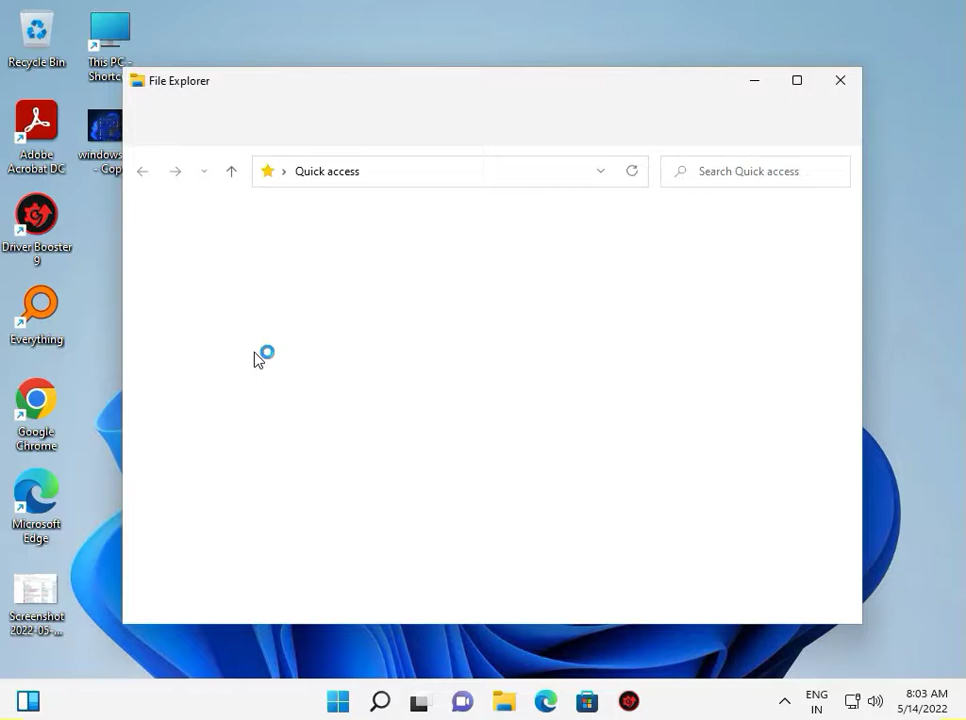 Recycle Bin
This PC -
Shortc
File Explorer
Adobe
Acrobat DC
windows
- Cop
Quick access
Search Quick access
Driver Booster
9
Everything
Google
Chrome
Microsoft
Edge
Screenshot
2022-05-...
ENG
IN
8:03 AM
5/14/2022